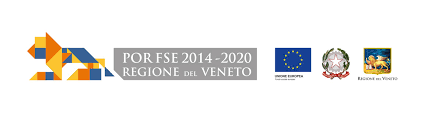 POR FSE 2014-2020
REGIONE DEL VENETO
UNIONE EUROPEA
REGIONE DEL VENETO